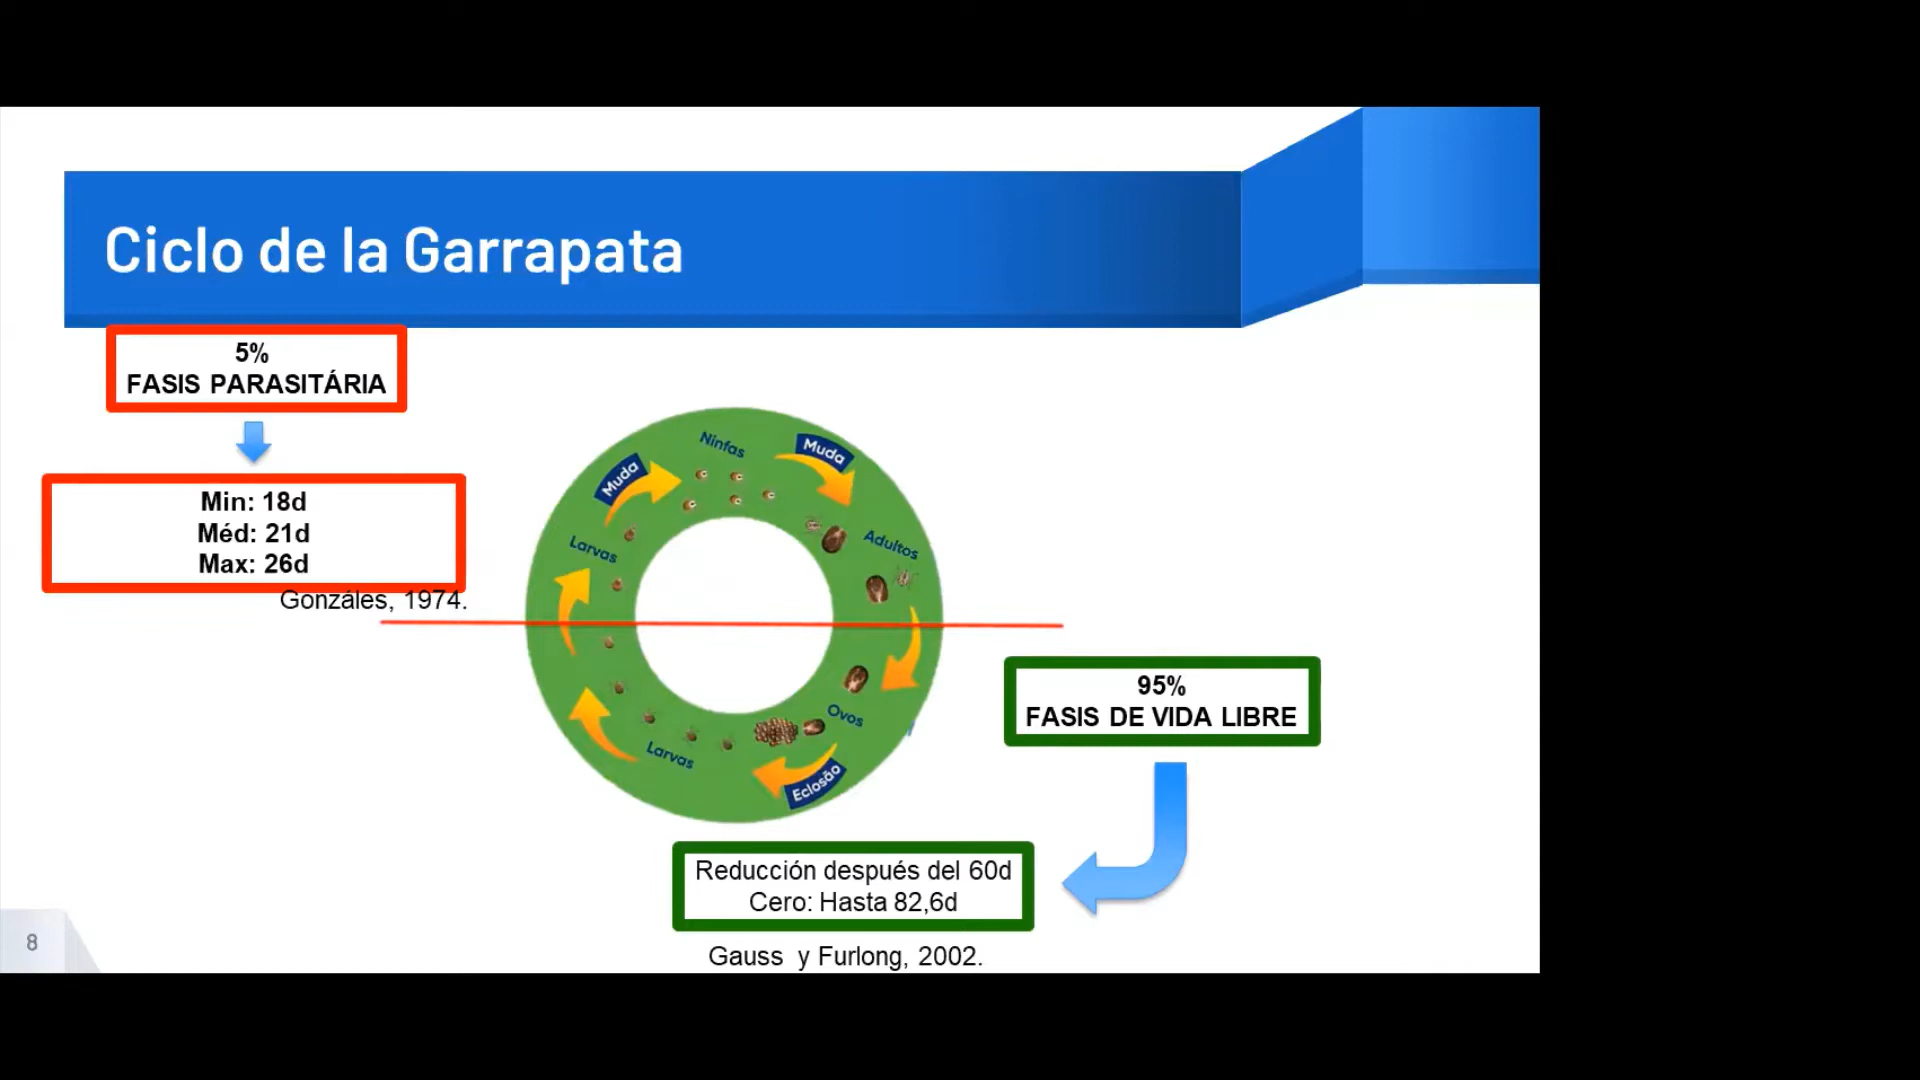 Ciclo de la Garrapata
5%
FASIS PARASITÁRIA
Min: 18d
Méd: 21d
Max: 26d
Gonzáles, 1974.
Ninfas
Muda
Muda
Larvas
Adultos
Ovos
Larvas
Eclosão
95%
FASIS DE VIDA LIBRE
Reducción después del 60d
Cero: Hasta 82,6d
Gauss y Furlong, 2002.
8